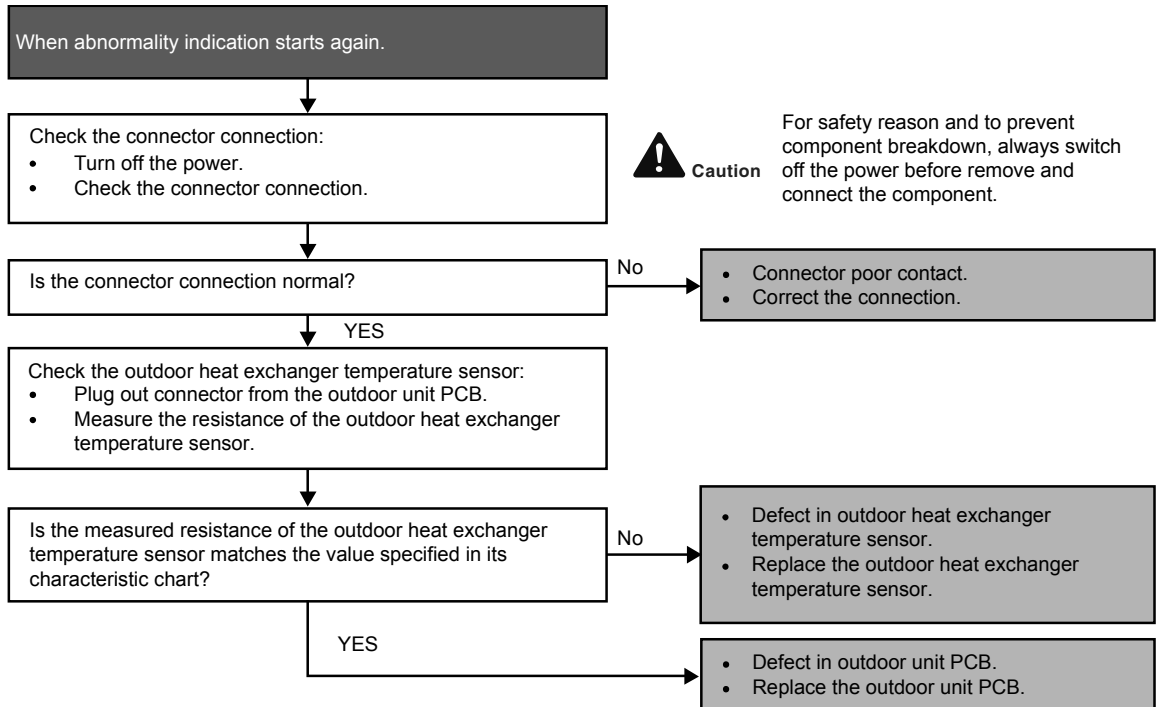 When abnormality indication starts again.
Check the connector connection:
• Turn off the power.
• Check the connector connection.
Caution
For safety reason and to prevent
component breakdown, always switch
off the power before remove and
connect the component.
Is the connector connection normal?
No
• Connector poor contact.
• Correct the connection.
YES
Check the outdoor heat exchanger temperature sensor:
• Plug out connector from the outdoor unit PCB.
• Measure the resistance of the outdoor heat exchanger
temperature sensor.
Is the measured resistance of the outdoor heat exchanger
temperature sensor matches the value specified in its
characteristic chart?
No
• Defect in outdoor heat exchanger
temperature sensor.
• Replace the outdoor heat exchanger
temperature sensor.
YES
• Defect in outdoor unit PCB.
• Replace the outdoor unit PCB.